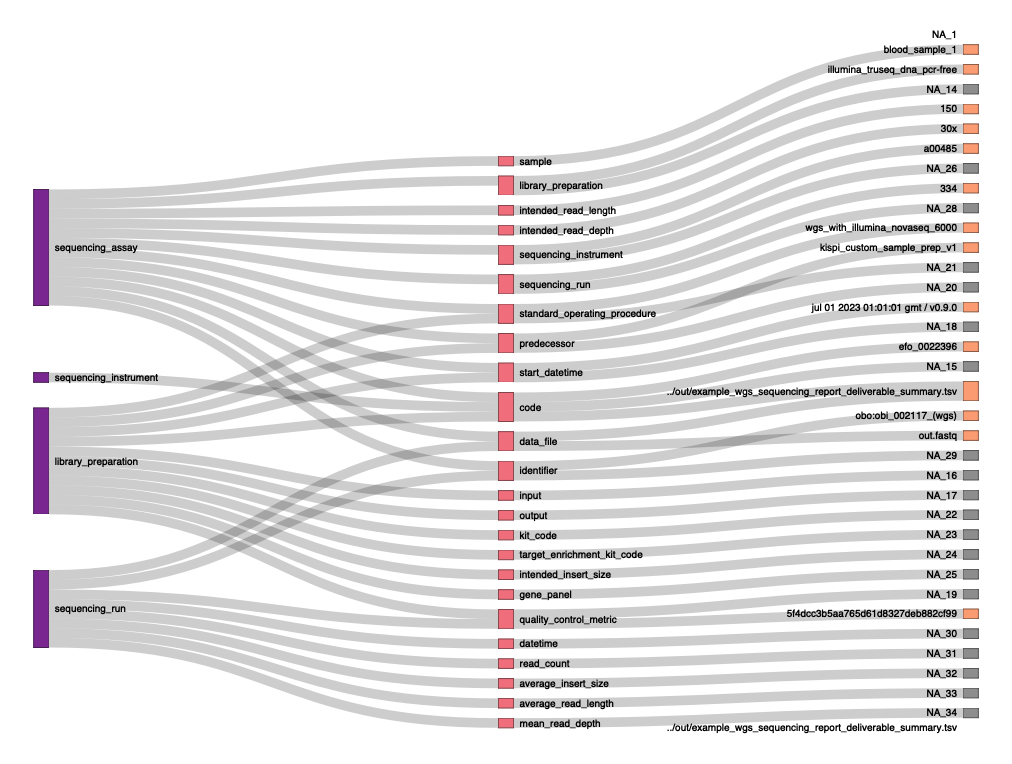 sequencing_assay
sequencing_instrument
library_preparation
sequencing_run
sample
library_preparation
intended_read_length
intended_read_depth
sequencing_instrument
sequencing_run
standard_operating_procedure
predecessor
start_datetime
code
data_file
identifier
input
output
kit_code
target_enrichment_kit_code
intended_insert_size
gene_panel
quality_control_metric
datetime
read_count
average_insert_size
average_read_length
mean_read_depth
NA_1
blood_sample_1
illumina_truseq_dna_pcr-free
NA_14
150
30x
a00485
NA_26
334
NA_28
wgs_with_illumina_novaseq_6000
kispi_custom_sample_prep_v1
NA_21
NA_20
jul 01 2023 01:01:01 gmt / v0.9.0
NA_18
efo_0022396
NA_15
../out/example_wgs_sequencing_report_deliverable_summary.tsv
obo:obi_002117_(wgs)
out.fastq
NA_29
NA_16
NA_17
NA_22
NA_23
NA_24
NA_25
NA_19
5f4dcc3b5aa765d61d8327deb882cf99
NA_30
NA_31
NA_32
NA_33
NA_34
../out/example_wgs_sequencing_report_deliverable_summary.tsv